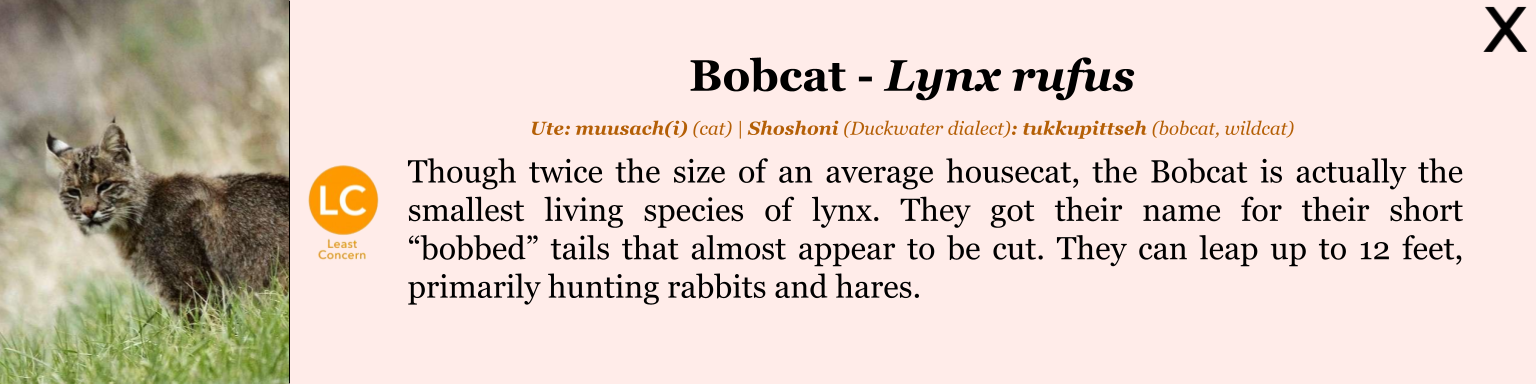 X
Bobcat - Lynx rufus
Ute: muusach(i) (cat) | Shoshoni (Duckwater dialect): tukkupittseh (bobcat, wildcat)
LC
Least
Concern
Though twice the size of an average housecat, the Bobcat is actually the
smallest living species of lynx. They got their name for their short
“bobbed” tails that almost appear to be cut. They can leap up to 12 feet,
primarily hunting rabbits and hares.